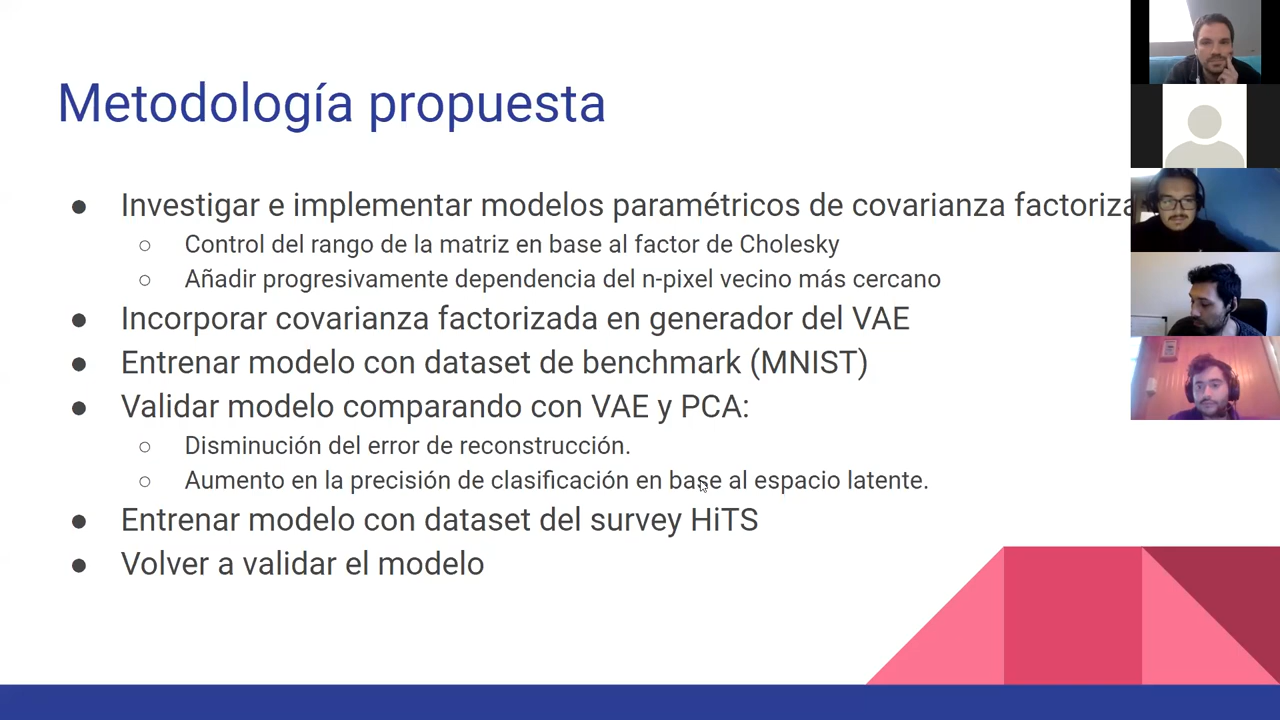 Metodología propuesta
● Investigar e implementar modelos paramétricos de covarianza
○ Control del rango de la matriz en base al factor de Cholesky
○ Añadir progresivamente dependencia del n-pixel vecino más cercano
● Incorporar covarianza factorizada en generador del VAE
● Entrenar modelo con dataset de benchmark (MNIST)
● Validar modelo comparando con VAE y PCA:
○ Disminución del error de reconstrucción.
○ Aumento en la precisión de clasificación en base al espacio latente.
● Entrenar modelo con dataset del survey HiTS
● Volver a validar el modelo